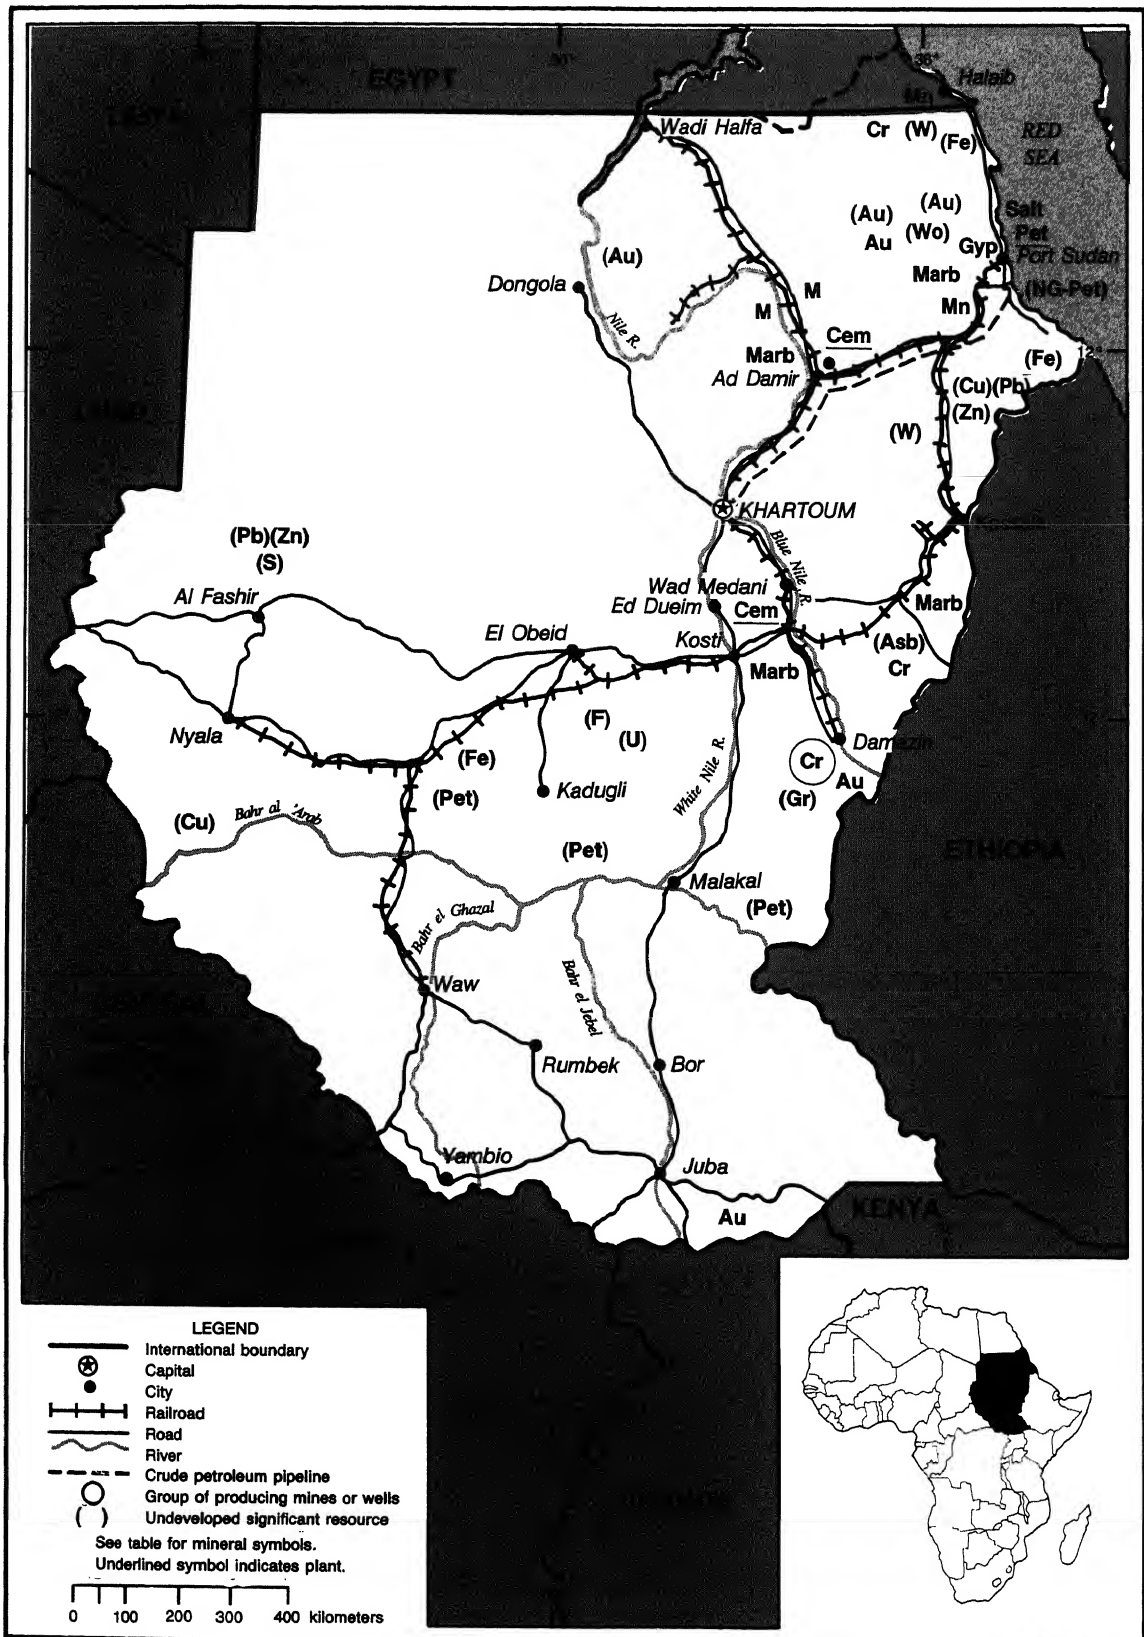 EGYPT
36°
Halaib
Mn
Wadi Halfa
Cr (W)
(Fe)
RED
SEA
(Au)
(Au)
Au
(Wo)
Salt
Pet
Gyp
Port Sudan
(Au)
Marb
(NG-Pet)
Dongola
M
M
Mn
Nile R.
Cem
Marb
Ad Damir
(Fe)
12°
(Cu)(Pb)
(Zn)
(W)
CHAD
KHARTOUM
Kassala
Blue Nile R.
(Pb)(Zn)
(S)
Al Fashir
Wad Medani
Ed Dueim
Cem
Marb
El Obeid
Kosti
Marb
(Asb)
Cr
Nyala
(F)
(U)
Damazin
(Fe)
Cr
Au
(Pet)
Kadugli
(Gr)
White Nile R.
(Cu)
Bahr al 'Arab
(Pet)
ETHIOPIA
Malakal
(Pet)
Bahr el Ghazal
Waw
Bahr el Jebel
Rumbek
Bor
Yambio
Juba
Au
KENYA
LEGEND
International boundary
Capital
City
Railroad
Road
River
Crude petroleum pipeline
Group of producing mines or wells
( ) Undeveloped significant resource
See table for mineral symbols.
Underlined symbol indicates plant.
0 100 200 300 400 kilometers